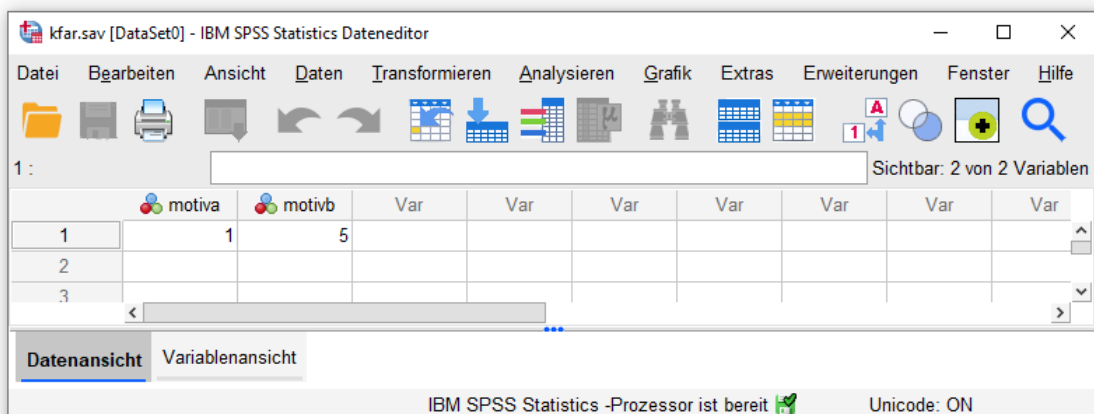 kfar.sav [DataSet0] - IBM SPSS Statistics Dateneditor
Datei Bearbeiten Ansicht Daten Transformieren Analysieren Grafik Extras Erweiterungen Fenster Hilfe
μ A
1
1 : Sichtbar: 2 von 2 Variablen
motiva motivb Var Var Var Var Var Var Var
1 1 5
2
3
Datenansicht Variablenansicht
IBM SPSS Statistics -Prozessor ist bereit Unicode: ON